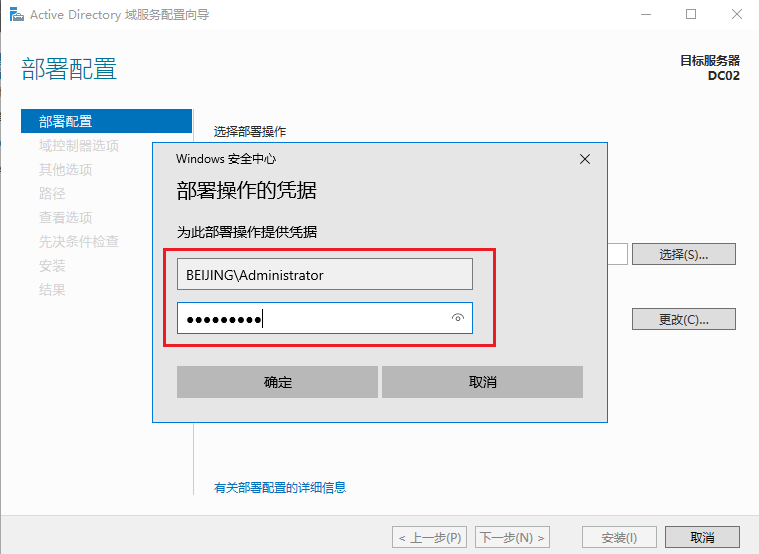 Active Directory 域服务配置向导
部署配置
目标服务器
DC02
部署配置
域控制器选项
其他选项
路径
查看选项
先决条件检查
安装
结果
选择部署操作
Windows 安全中心
部署操作的凭据
为此部署操作提供凭据
BEIJING\Administrator
●●●●●●●●●
确定
取消
选择(S)...
更改(C)...
有关部署配置的详细信息
< 上一步(P)
下一步(N) >
安装(I)
取消